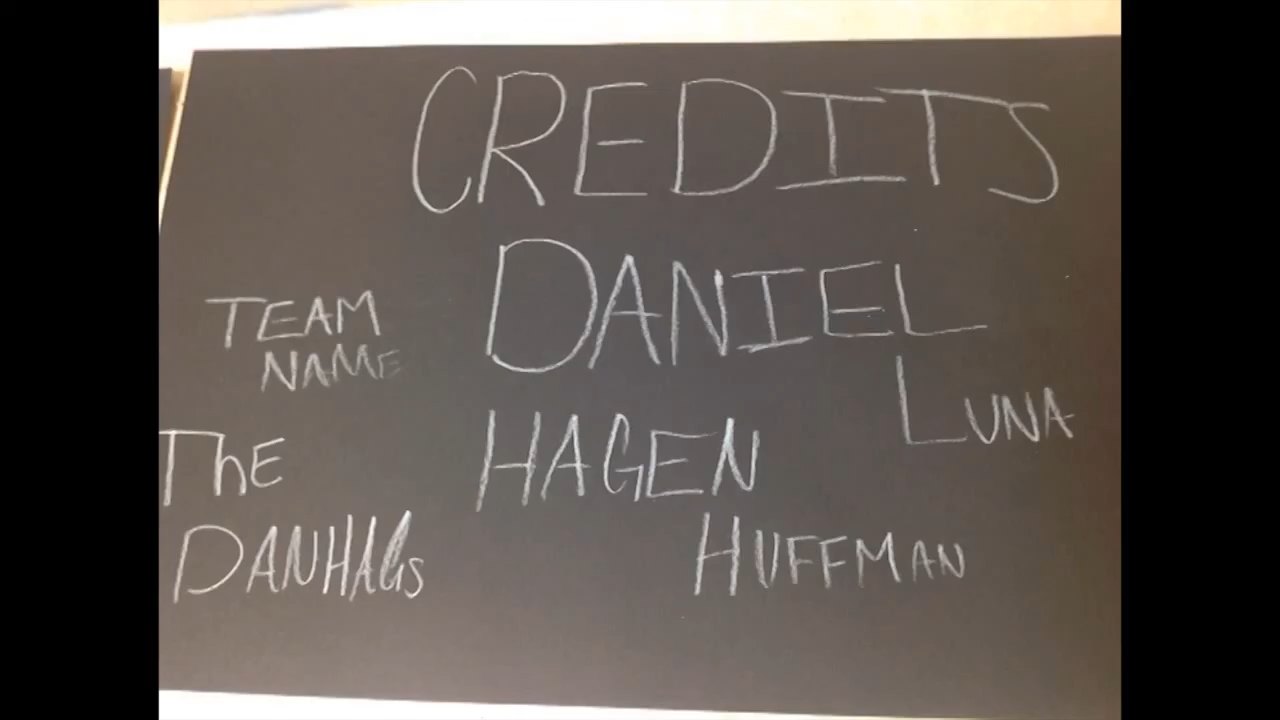 CREDITS
DANIEL
LUNA
HAGEN
HUFFMAN
TEAM
NAME
The
DANHAGs